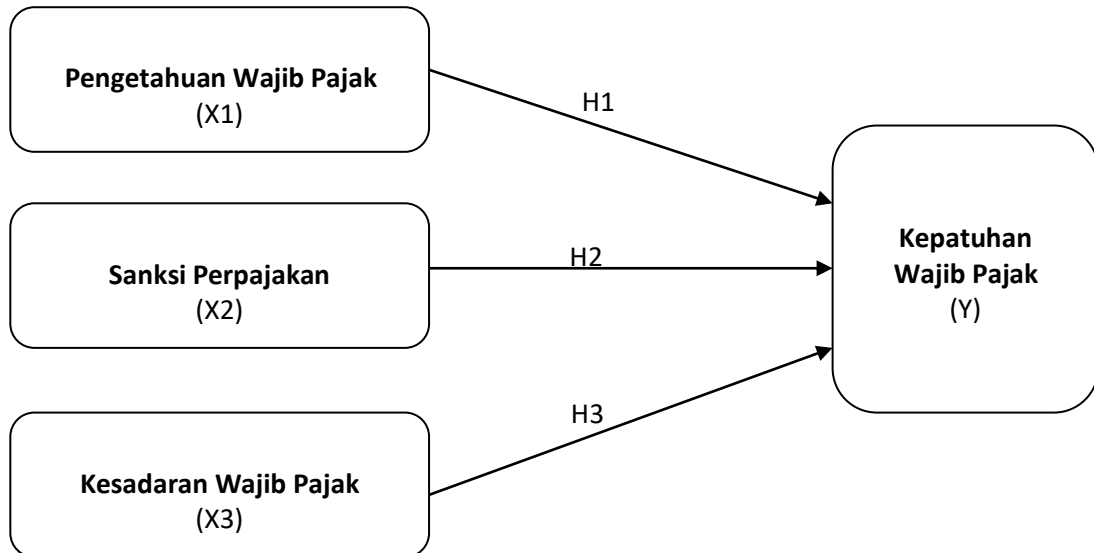 Pengetahuan Wajib Pajak
(X1)
H1
Sanksi Perpajakan
(X2)
H2
Kepatuhan
Wajib Pajak
(Y)
H3
Kesadaran Wajib Pajak
(X3)